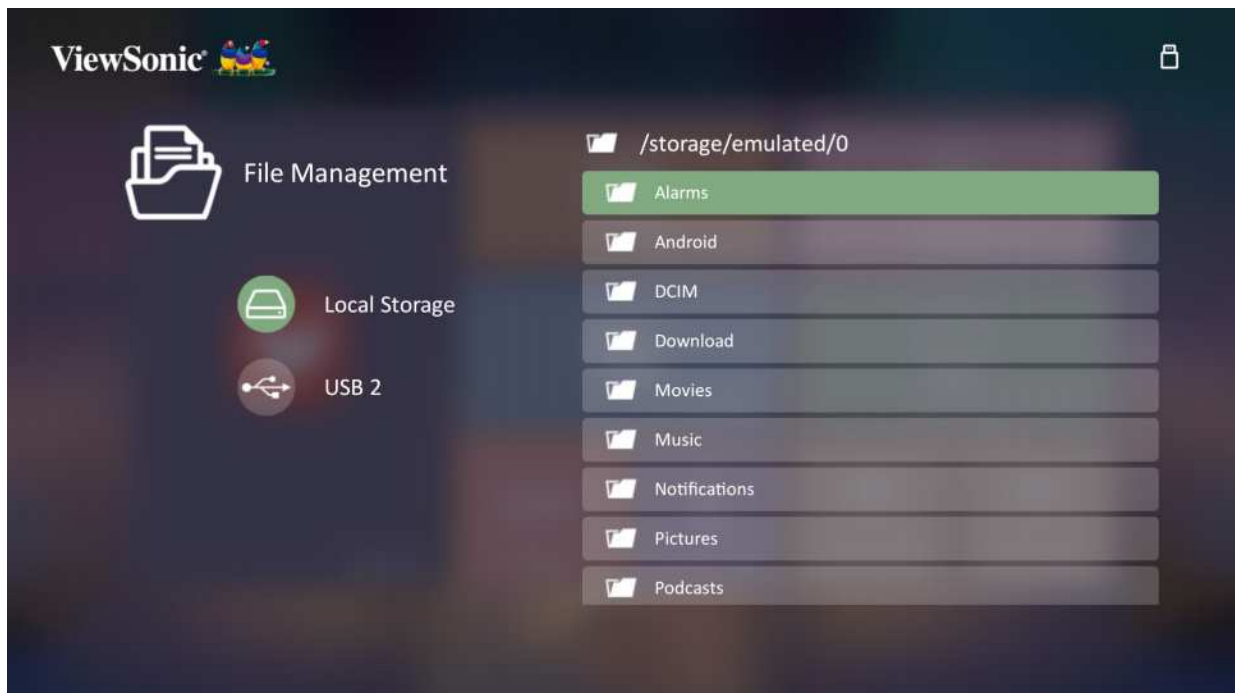 ViewSonic
File Management
Local Storage
USB 2
/storage/emulated/0
Alarms
Android
DCIM
Download
Movies
Music
Notifications
Pictures
Podcasts